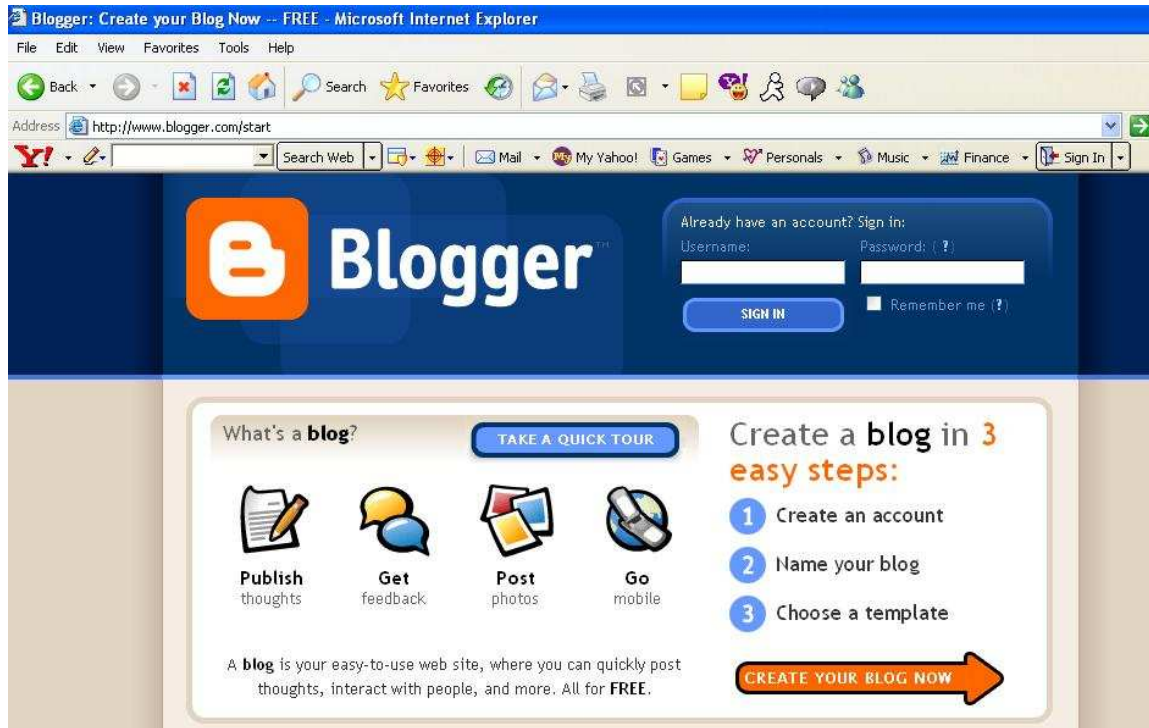 Blogger: Create your Blog Now -- FREE - Microsoft Internet Explorer
File Edit View Favorites Tools Help
Back Search Favorites
Address http://www.blogger.com/start
Y! Search Web Mail My Yahoo! Games Personals Music Finance Sign In
Blogger™
Already have an account? Sign in:
Username: Password: (?)
SIGN IN Remember me (?)
What's a blog? TAKE A QUICK TOUR
Publish Get Post Go
thoughts feedback photos mobile
A blog is your easy-to-use web site, where you can quickly post
thoughts, interact with people, and more. All for FREE.
Create a blog in 3
easy steps:
1 Create an account
2 Name your blog
3 Choose a template
CREATE YOUR BLOG NOW